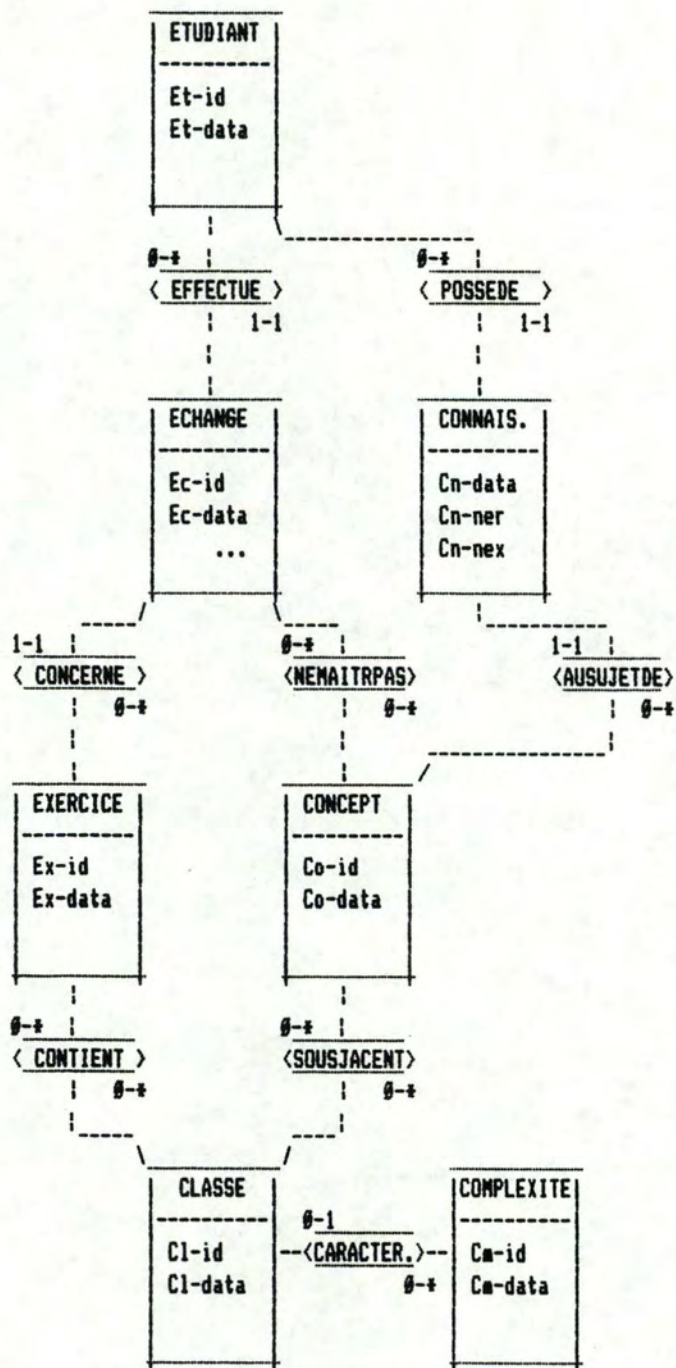 ETUDIANT
Et-id
Et-data
0-* 0-*
< EFFECTUE > < POSSEDE >
1-1 1-1
ECHANGE CONNAIS.
Ec-id Cn-data
Ec-data Cn-ner
... Cn-nex
1-1 0-* 1-1
< CONCERNE > <NEMAITRPAS> <AUSUJETDE>
0-* 0-* 0-*
EXERCICE CONCEPT
Ex-id Co-id
Ex-data Co-data
0-* 0-*
< CONTIENT > <SOUSJACENT>
0-* 0-*
CLASSE COMPLEXITE
0-1
Cl-id <CARACTER.> Cm-id
Cl-data 0-* Cm-data